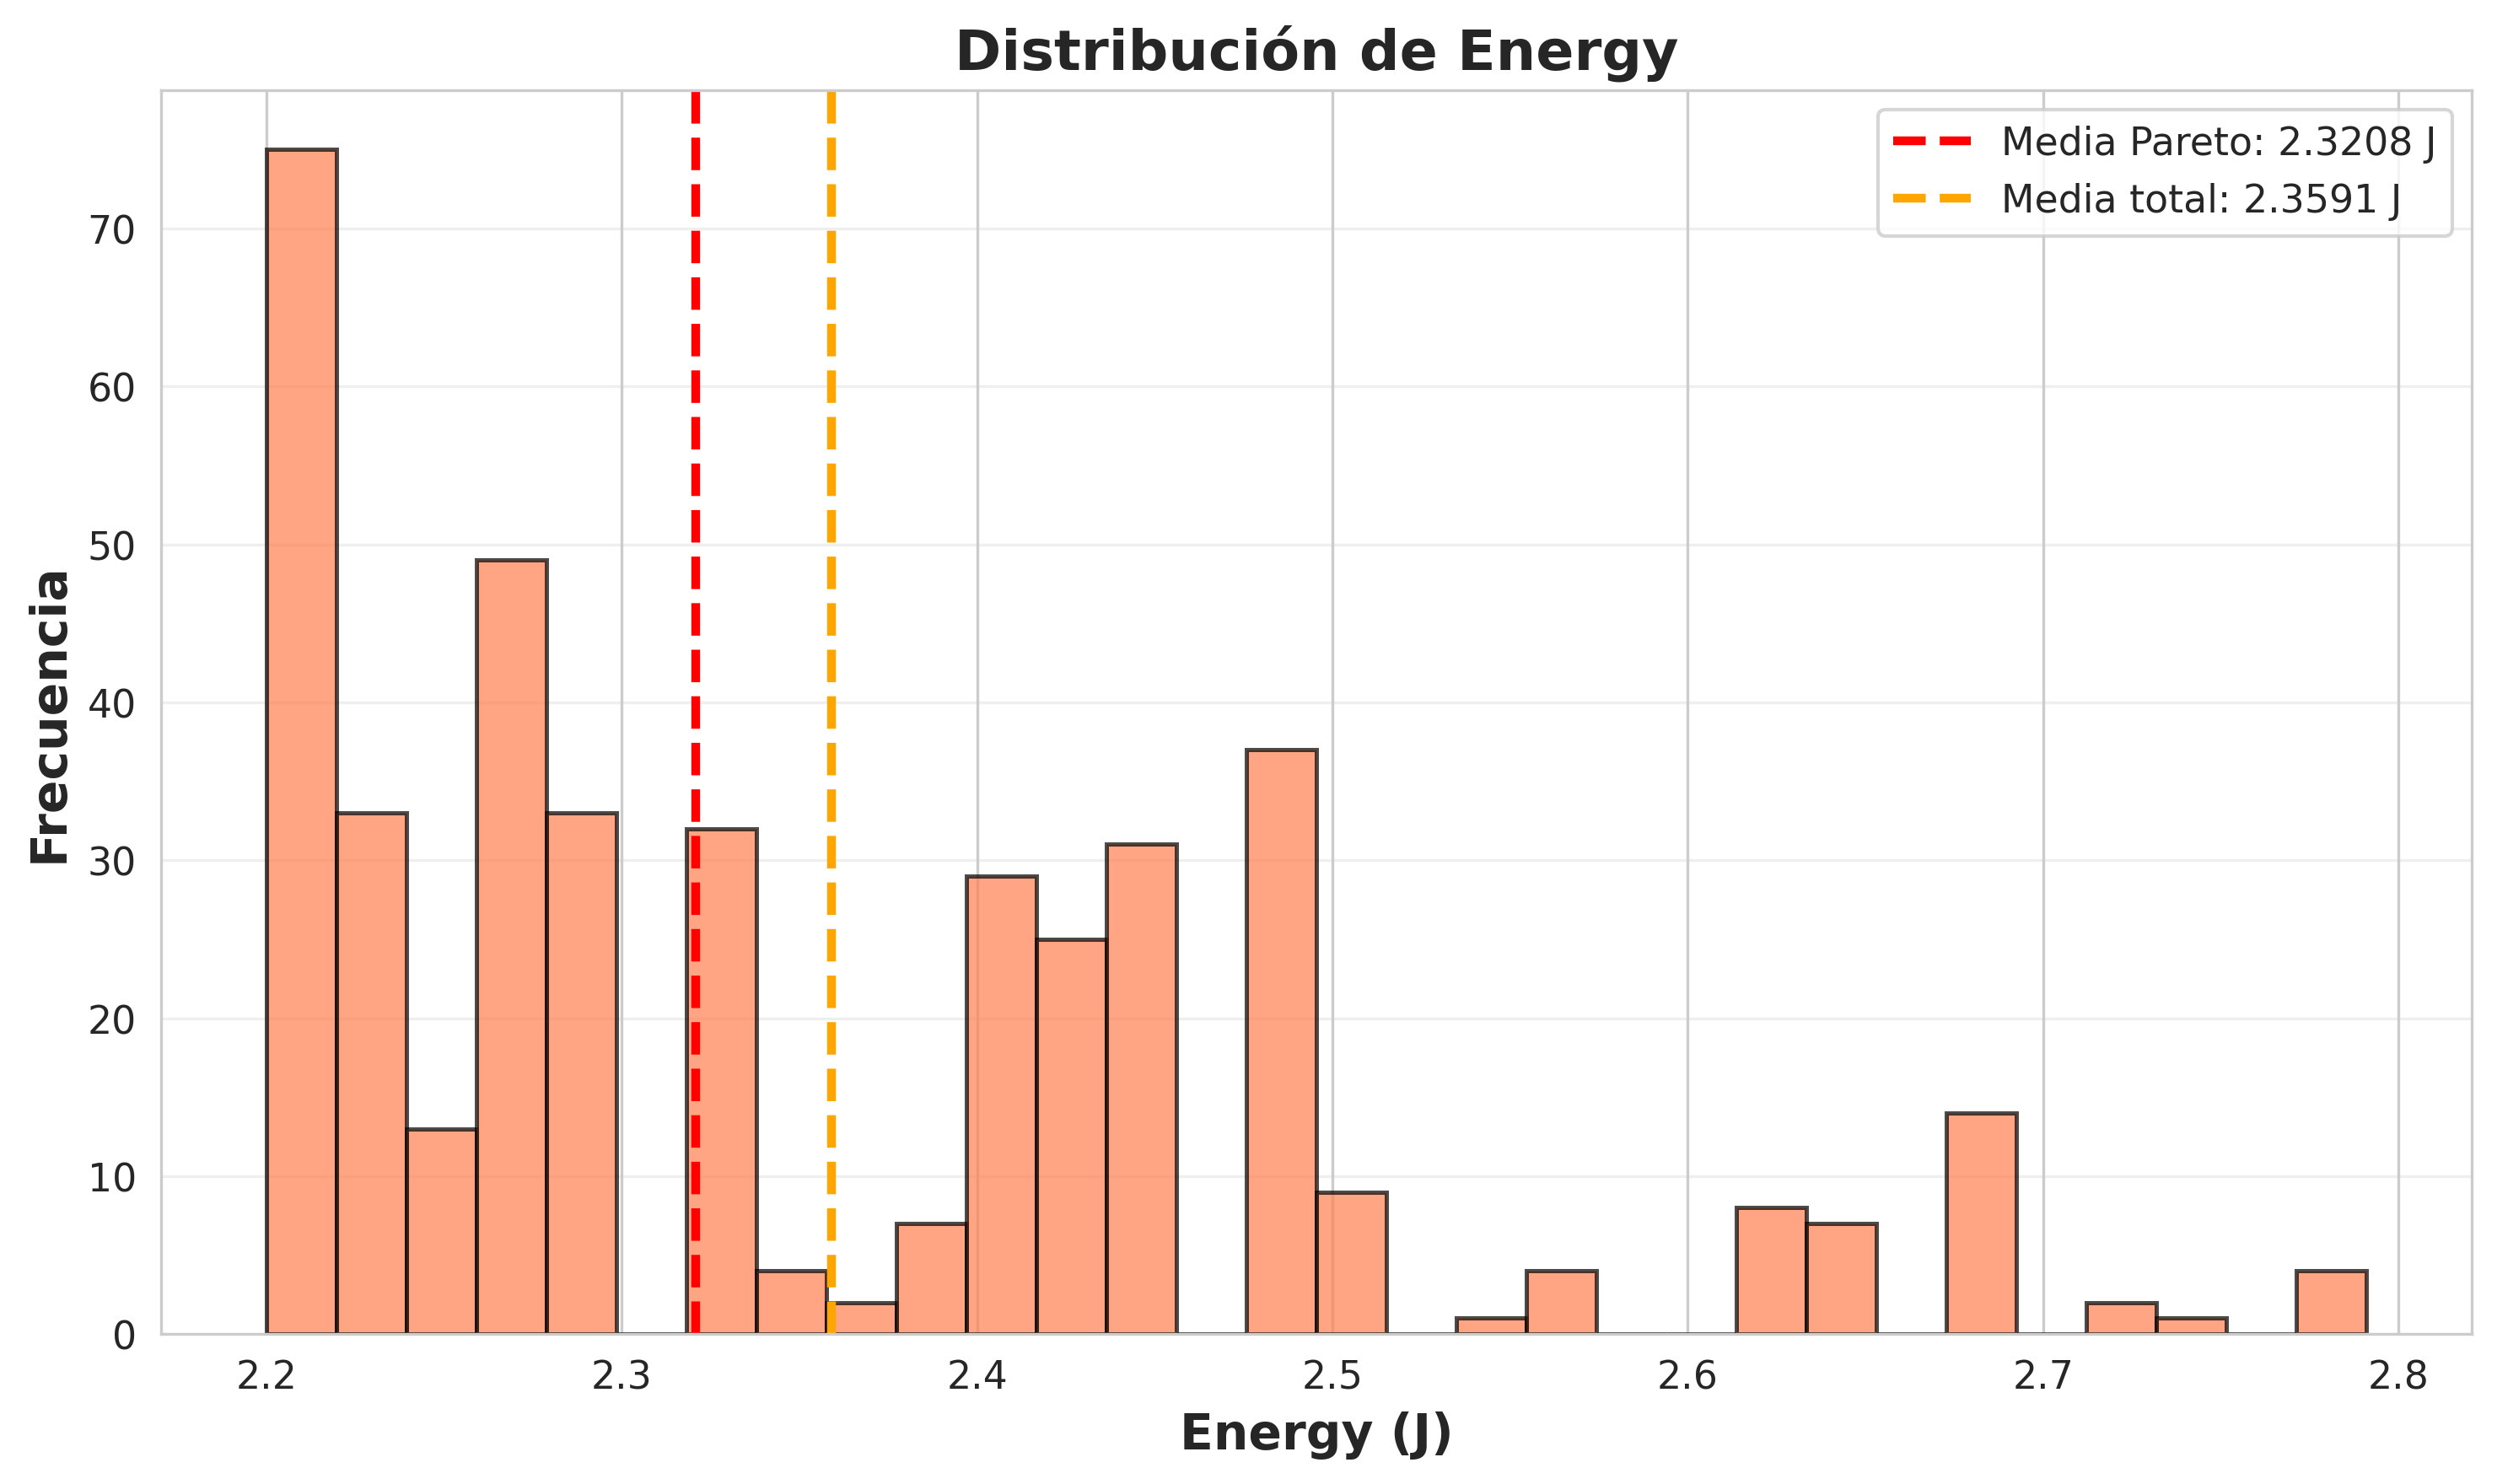 Distribución de Energy
Media Pareto: 2.3208 J
Media total: 2.3591 J
Frecuencia
70
60
50
40
30
20
10
0
2.2 2.3 2.4 2.5 2.6 2.7 2.8
Energy (J)